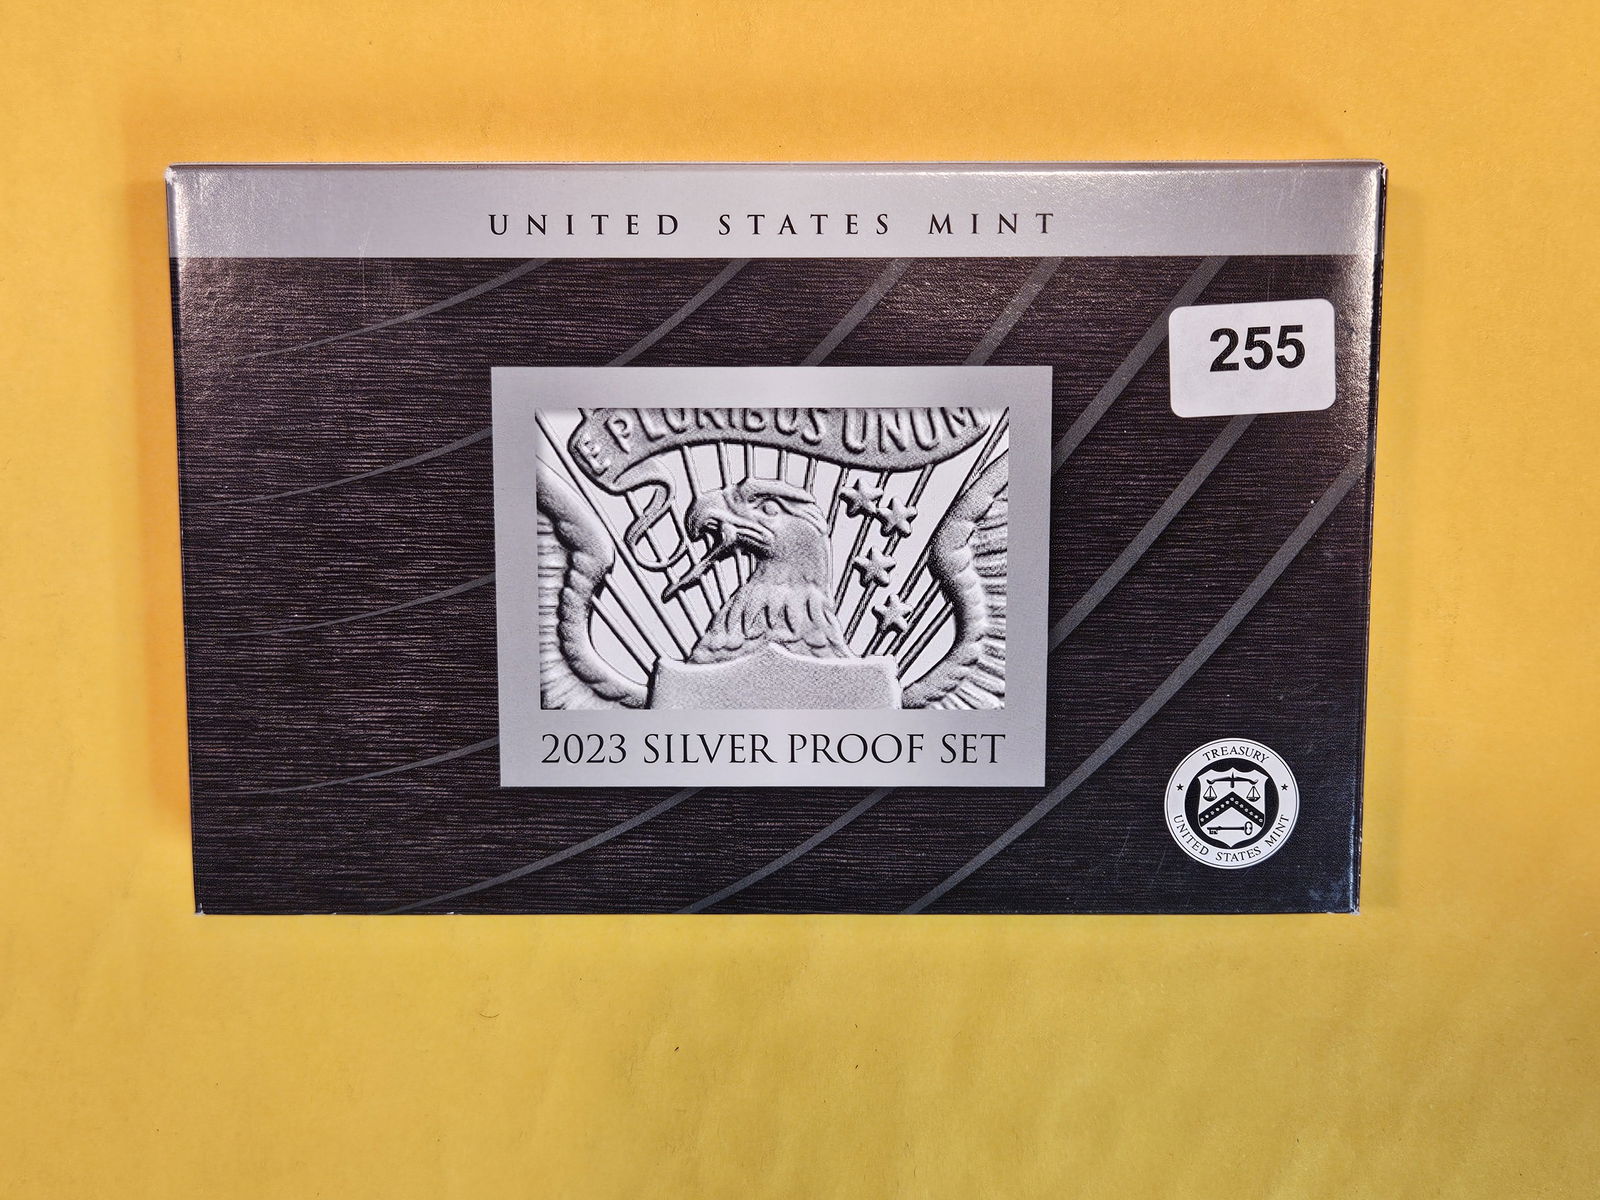 UNITED STATES MINT
255
E PLURIBUS UNUM
2023 SILVER PROOF SET
TREASURY
UNITED STATES MINT